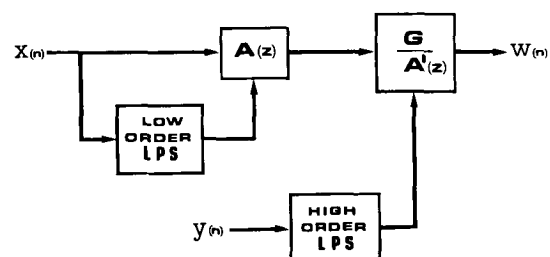 x(n)
A(z)
G
A'(z)
w(n)
LOW
ORDER
LPS
y(n)
HIGH
ORDER
LPS